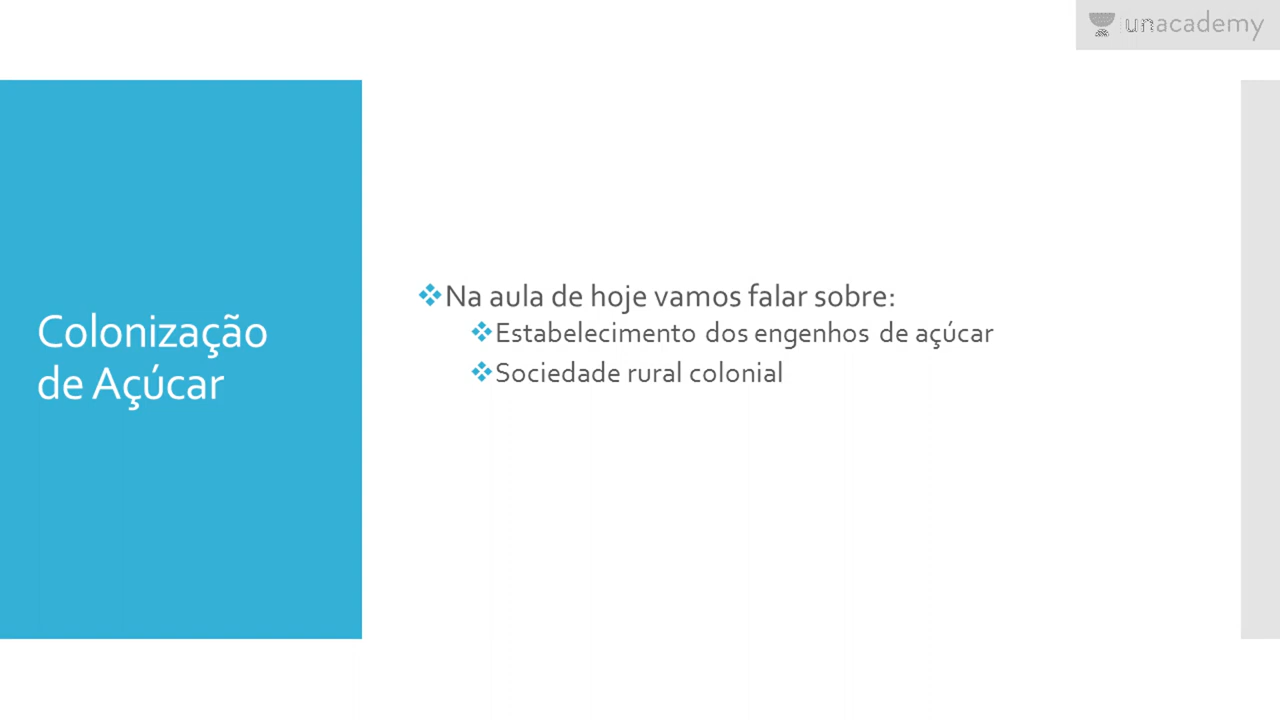 unacademy
Colonização
de Açúcar
Na aula de hoje vamos falar sobre:
Estabelecimento dos engenhos de açúcar
Sociedade rural colonial